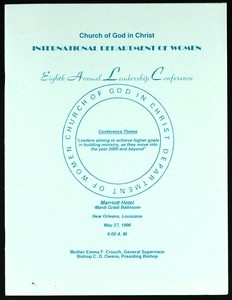 Church of God in Christ
INTERNATIONAL DEPARTMENT OF WOMEN
Eighth Annual Leadership Conference
CHURCH OF GOD IN CHRIST DEPARTMENT OF WOMEN
Conference Theme
"Leaders aiming to achieve higher goals
in building ministry, as they move into
the year 2000 and beyond"
Marriott Hotel
-Mardi Gras Ballroom-
New Orleans, Louisiana
May 27, 1996
A. M.
Mother Emma F. Crouch, General Supervisor
Bishop C. D. Owens, Presiding Bishop